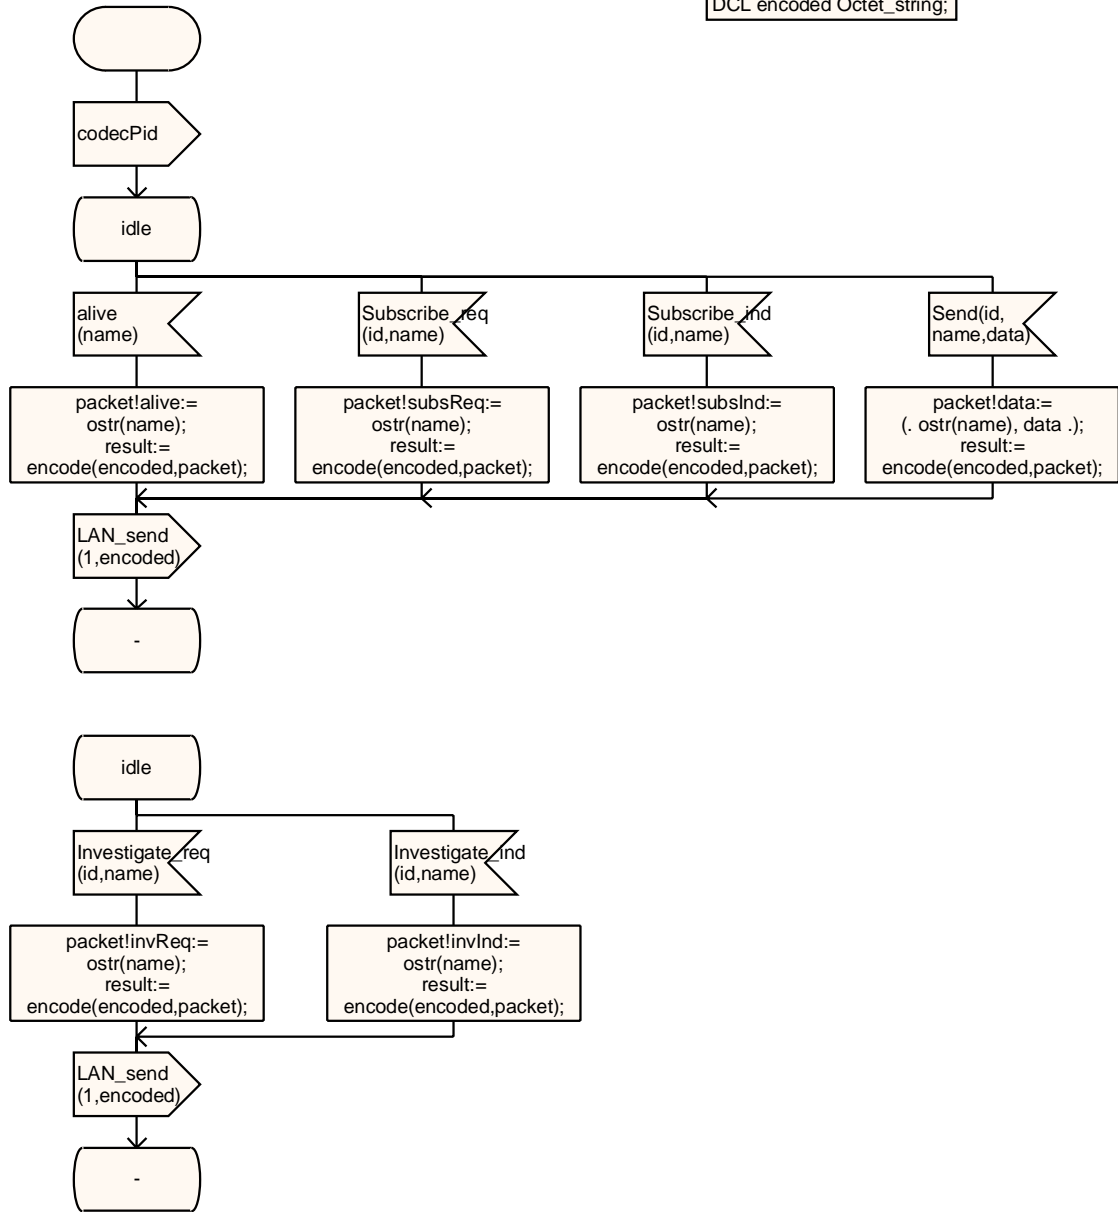 DCL encoded Octet_string;
codecPid
idle
alive
(name)
Subscribe_req
(id,name)
Subscribe_ind
(id,name)
Send(id,
name,data)
packet!alive:=
ostr(name);
result:=
encode(encoded,packet);
packet!subsReq:=
ostr(name);
result:=
encode(encoded,packet);
packet!subsInd:=
ostr(name);
result:=
encode(encoded,packet);
packet!data:=
(. ostr(name), data .);
result:=
encode(encoded,packet);
LAN_send
(1,encoded)
-
idle
Investigate_req
(id,name)
Investigate_ind
(id,name)
packet!invReq:=
ostr(name);
result:=
encode(encoded,packet);
packet!invInd:=
ostr(name);
result:=
encode(encoded,packet);
LAN_send
(1,encoded)
-